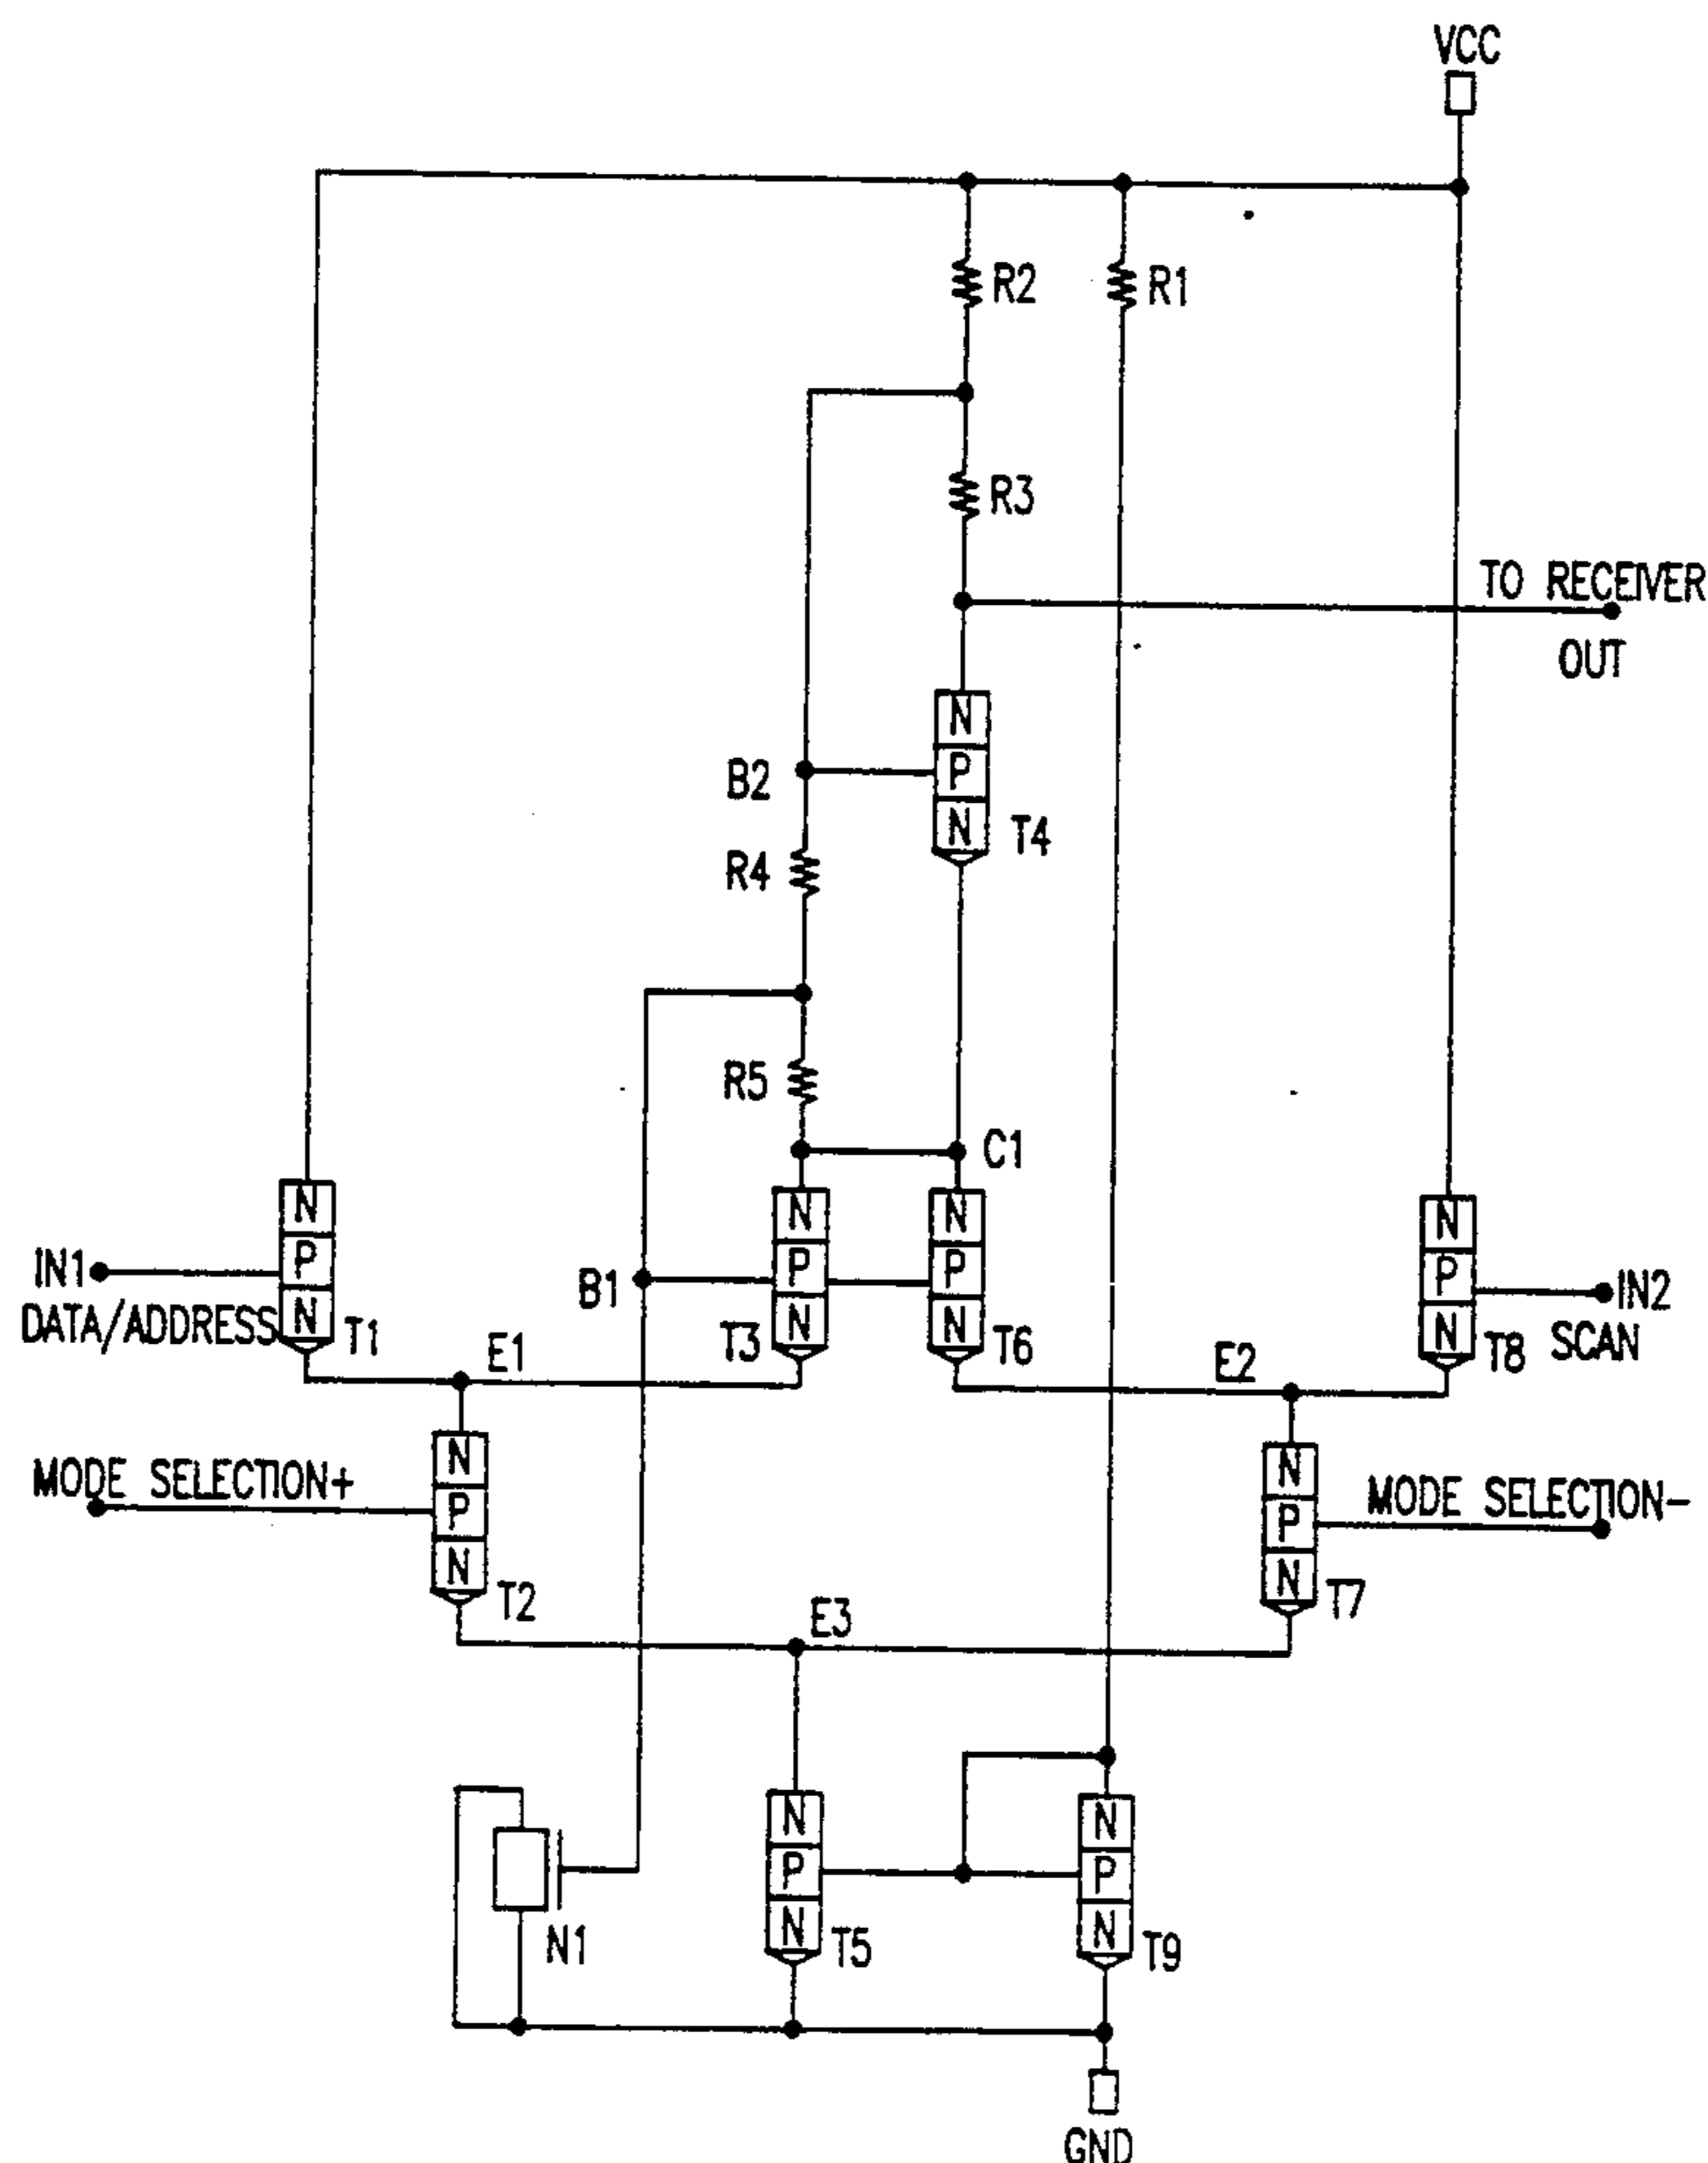 VCC
R2
R1
R3
TO RECEIVER
OUT
N
P
N
B2
T4
R4
R5
C1
N
P
N
T1
IN1
DATA/ADDRESS
N
P
N
T3
B1
N
P
N
T6
N
P
N
T8
IN2
SCAN
E1
E2
MODE SELECTION+
N
P
N
T2
MODE SELECTION-
N
P
N
T7
E3
N1
N
P
N
T5
N
P
N
T9
GND